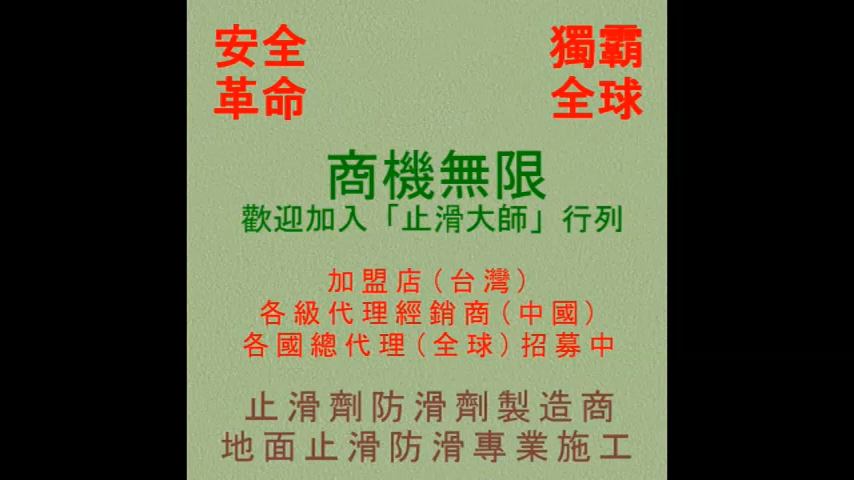 安全
革命
獨霸
全球
商機無限
歡迎加入「止滑大師」行列
加盟店(台灣)
各級代理經銷商(中國)
各國總代理(全球)招募中
止滑劑防滑劑製造商
地面止滑防滑專業施工